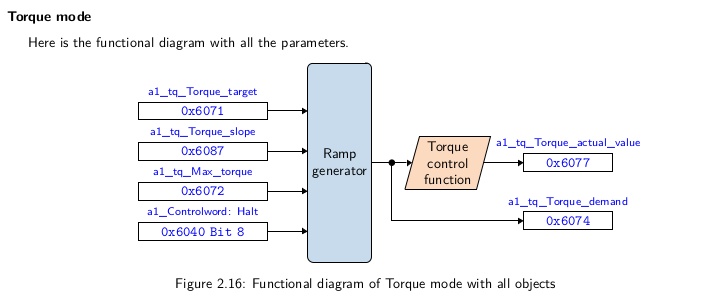 Torque mode
Here is the functional diagram with all the parameters.
a1_tq_Torque_target
0x6071
a1_tq_Torque_slope
0x6087
a1_tq_Max_torque
0x6072
a1_Controlword: Halt
0x6040 Bit 8
Ramp
generator
Torque
control
function
a1_tq_Torque_actual_value
0x6077
a1_tq_Torque_demand
0x6074
Figure 2.16: Functional diagram of Torque mode with all objects